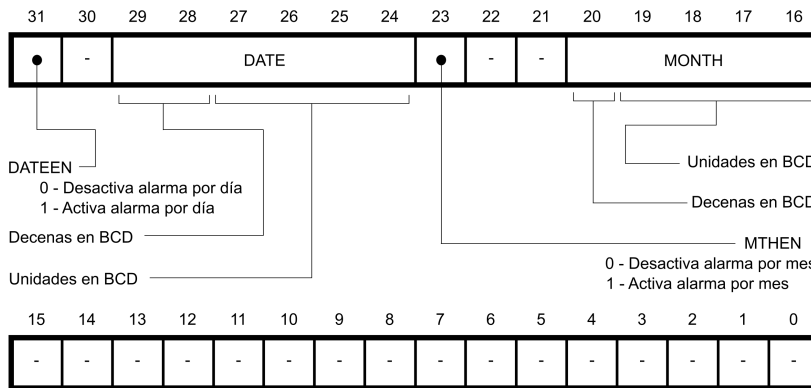 31 30 29 28 27 26 25 24 23 22 21 20 19 18 17 16
- DATE - - MONTH
DATEEN
0 - Desactiva alarma por día
1 - Activa alarma por día
Decenas en BCD
Unidades en BCD
Unidades en BCD
Decenas en BCD
MTHEN
0 - Desactiva alarma por mes
1 - Activa alarma por mes
15 14 13 12 11 10 9 8 7 6 5 4 3 2 1 0
- - - - - - - - - - - - - - - -